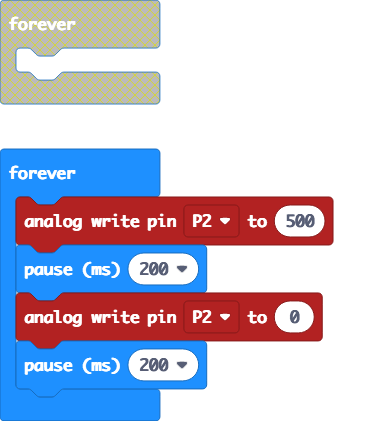 forever
forever
analog write pin P2 to 500
pause (ms) 200
analog write pin P2 to 0
pause (ms) 200